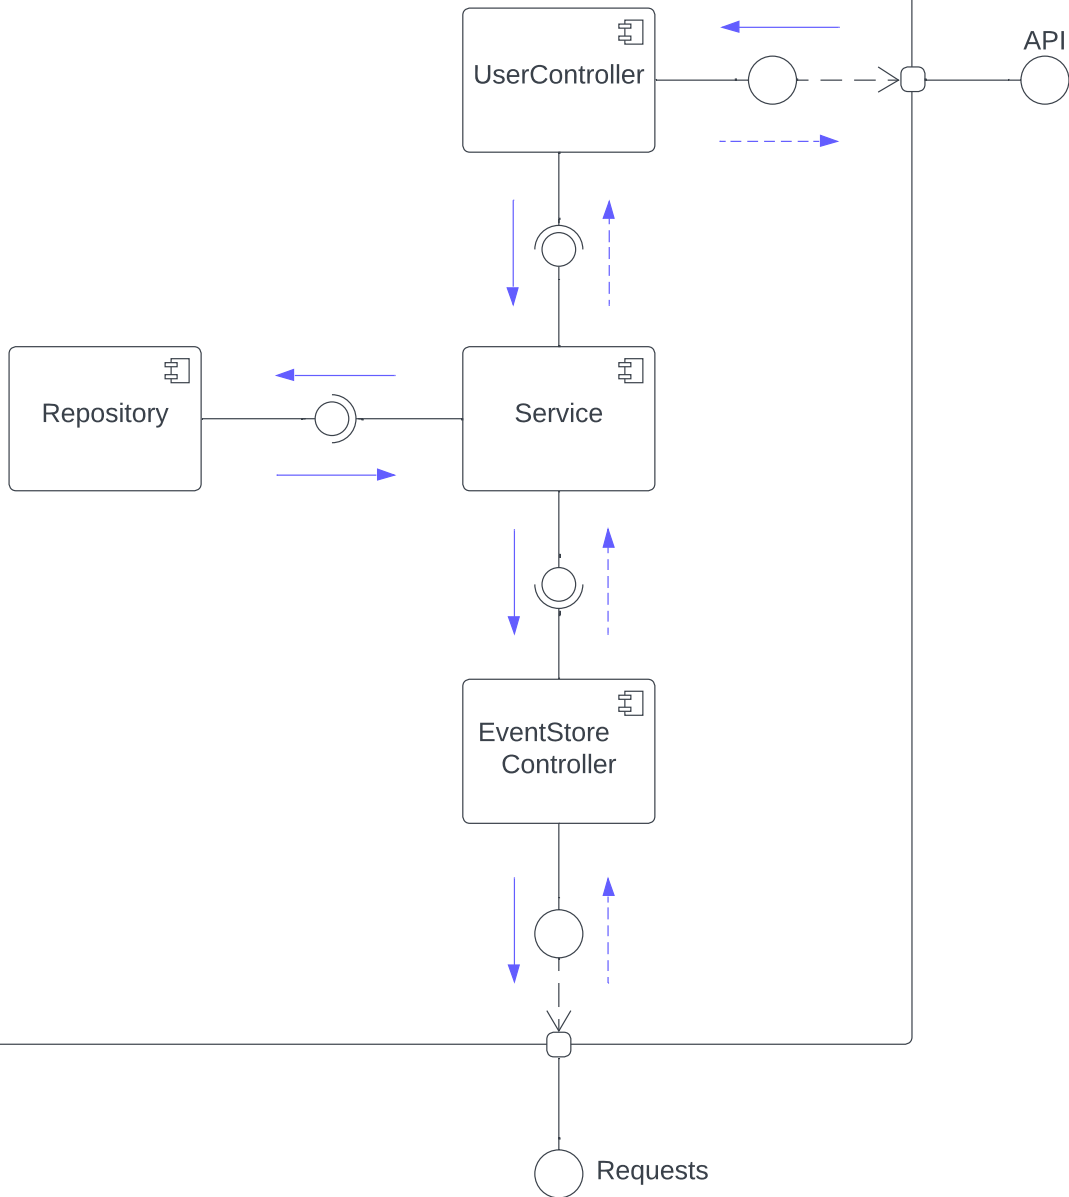 API
UserController
Repository
Service
EventStore
Controller
Requests